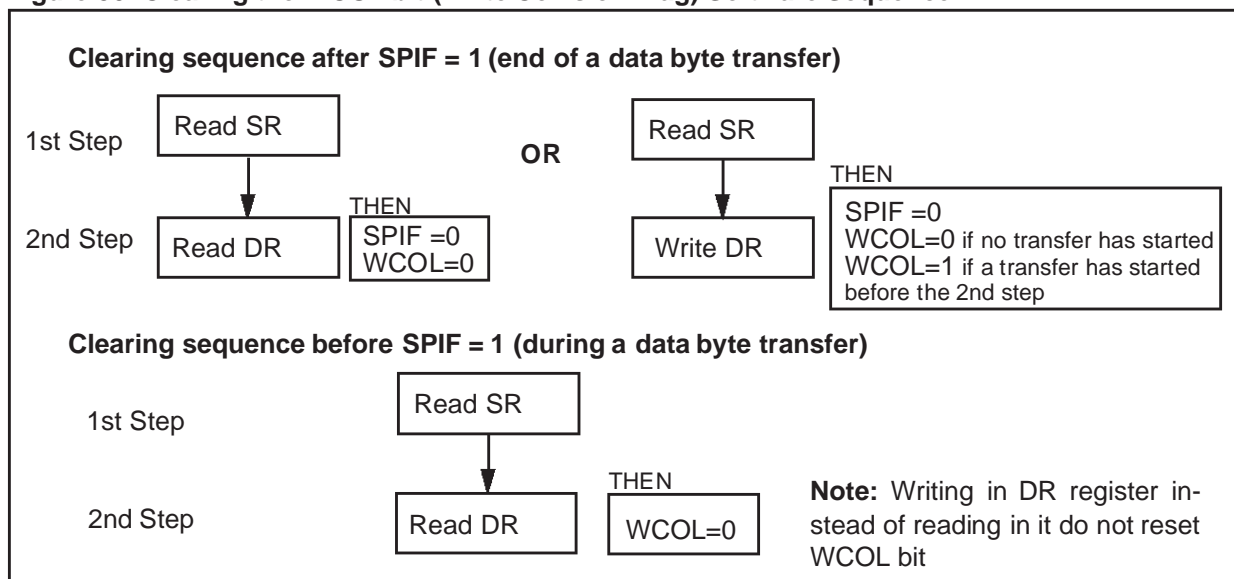 Clearing sequence after SPIF = 1 (end of a data byte transfer)
1st Step
Read SR
OR
Read SR
THEN
2nd Step
Read DR
THEN
SPIF =0
WCOL=0
Write DR
SPIF =0
WCOL=0 if no transfer has started
WCOL=1 if a transfer has started
before the 2nd step
Clearing sequence before SPIF = 1 (during a data byte transfer)
1st Step
Read SR
2nd Step
Read DR
THEN
WCOL=0
Note: Writing in DR register in-
stead of reading in it do not reset
WCOL bit